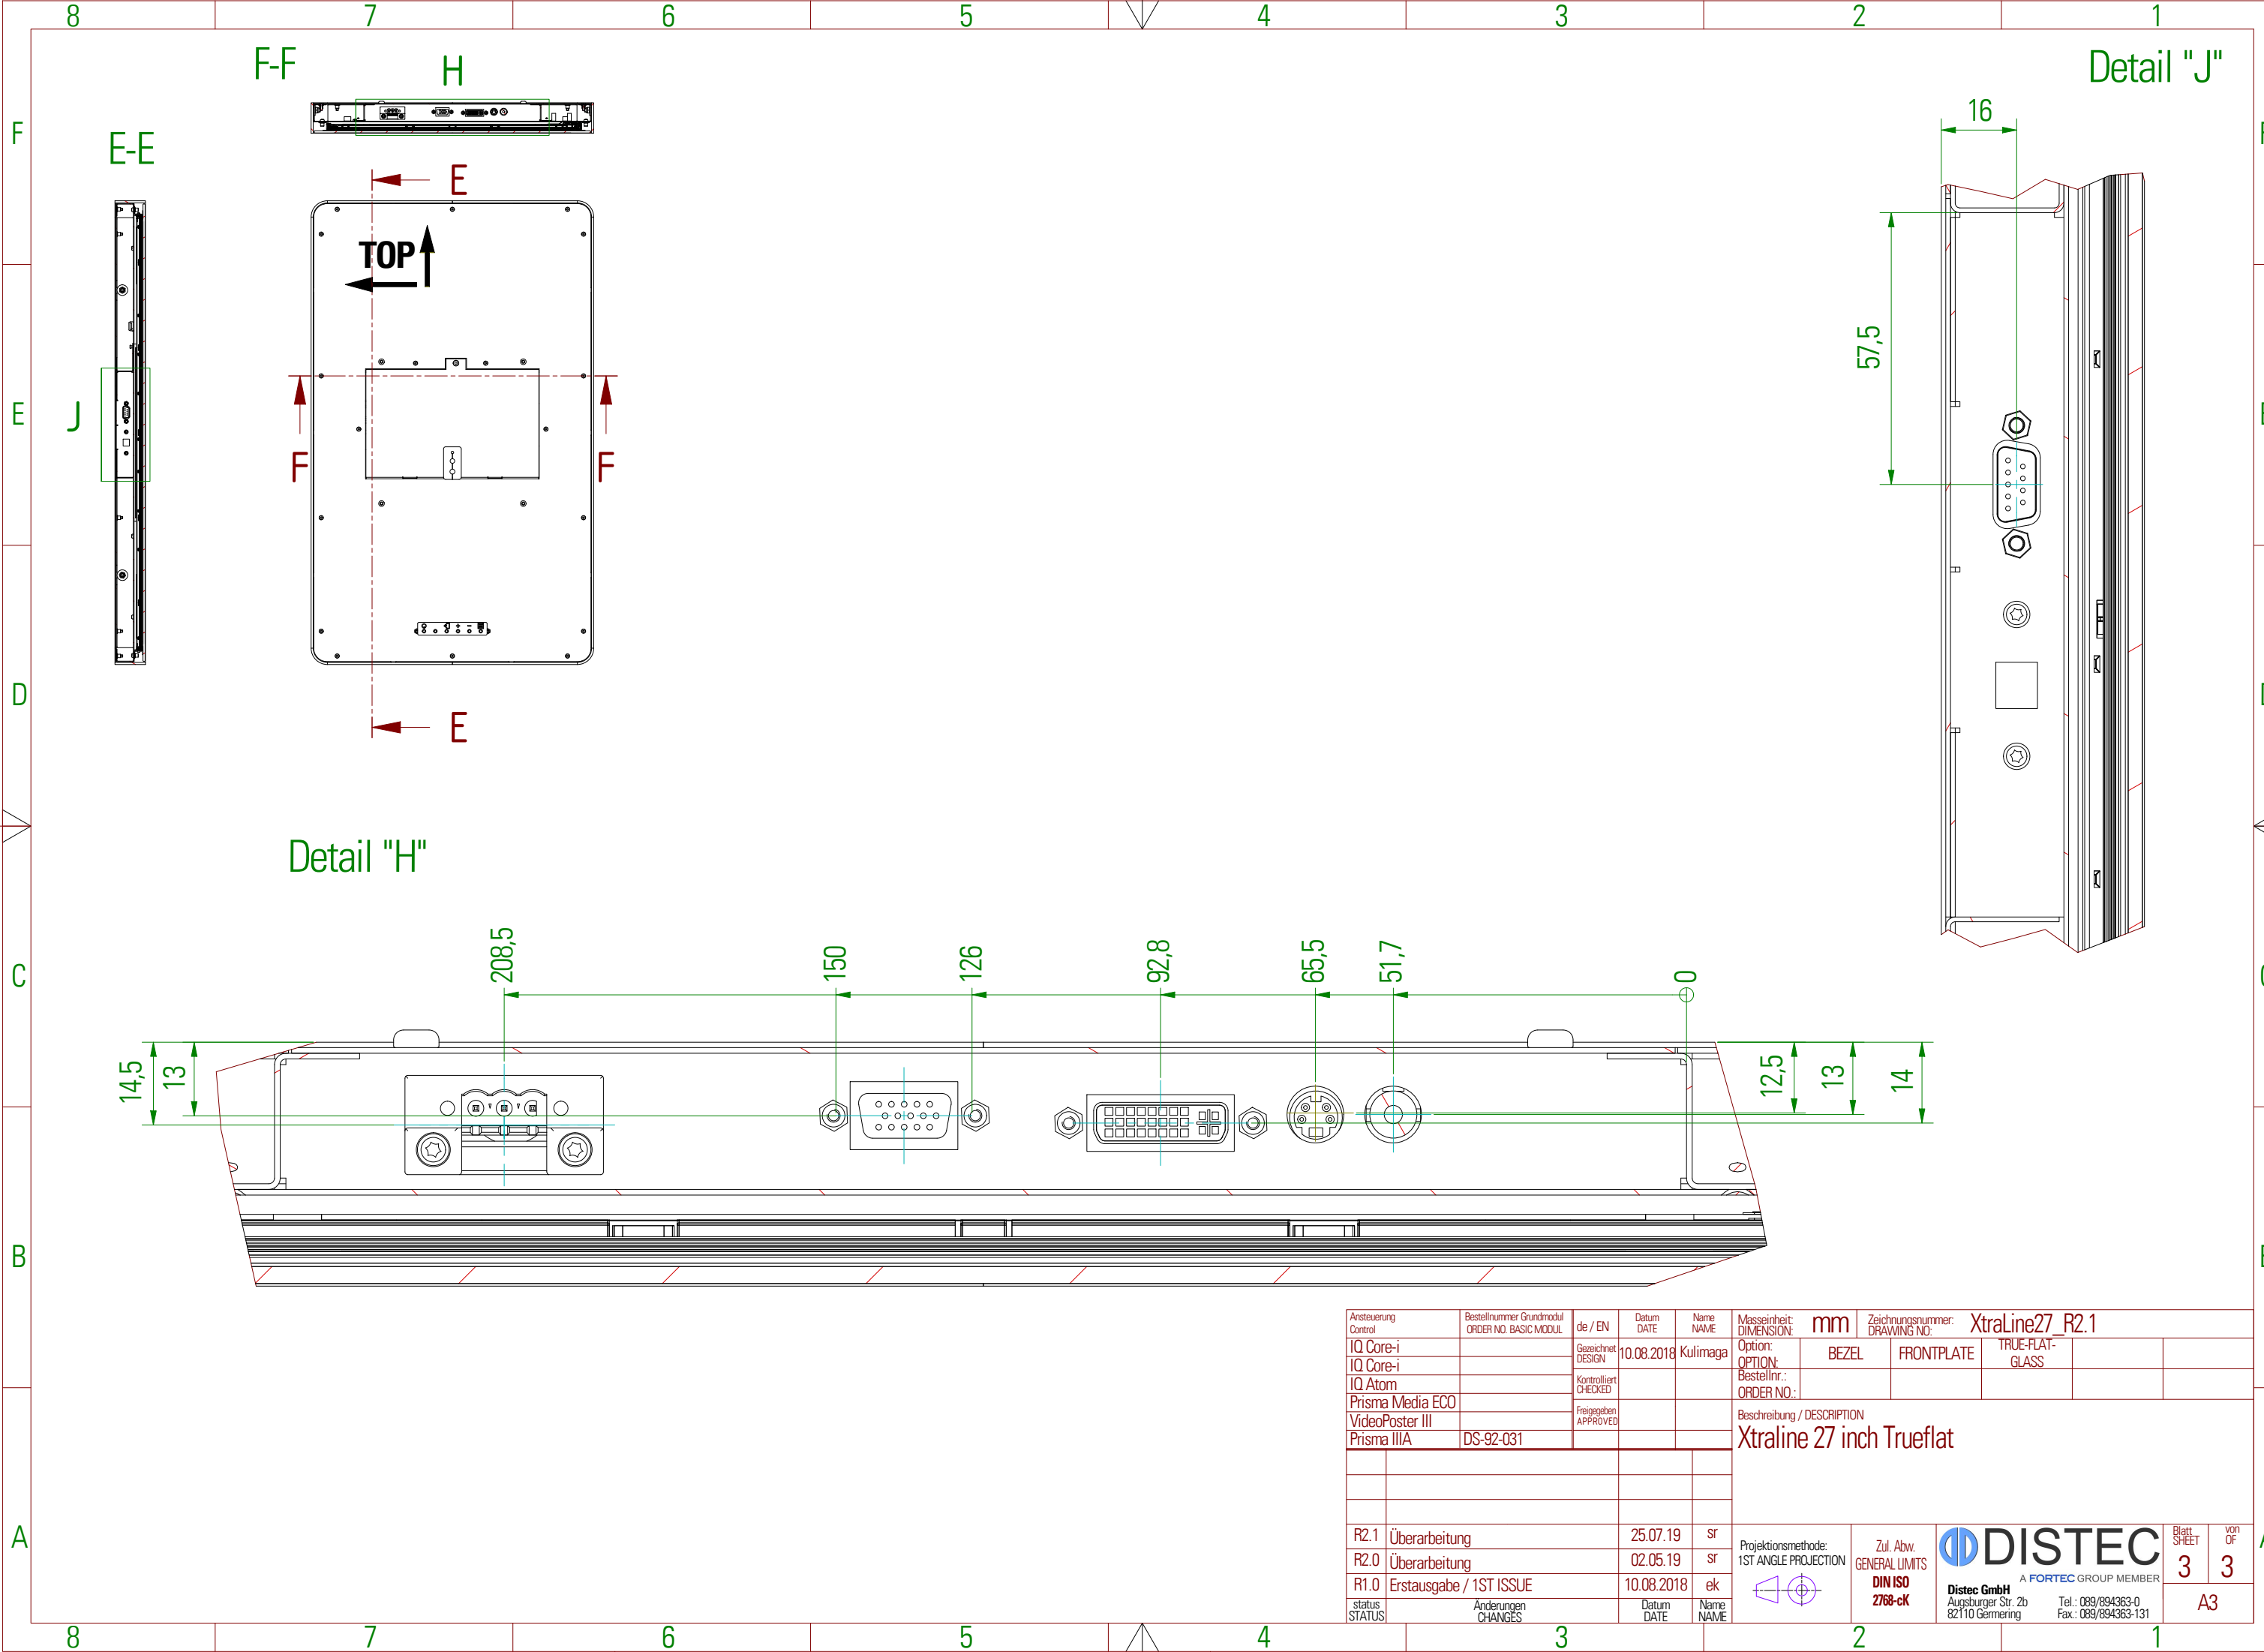 8 7 6 5 4 3 2 1
F-F
H
Detail "J"
16
F
E-E
E
TOP
57,5
E
J
F F
D
E
Detail "H"
C
208,5 150 126 92,8 65,5 51,7 0
14,5 13
12,5 13 14
B
Ansteuerung
Control
Bestellnummer Grundmodul
ORDER NO. BASIC MODUL
de / EN
Datum
DATE
Name
NAME
Masseinheit:
DIMENSION:
mm
Zeichnungsnummer:
DRAWING NO:
XtraLine27_R2.1
IQ Core-i
IQ Core-i
IQ Atom
Prisma Media ECO
VideoPoster III
Prisma IIIA DS-92-031
Gezeichnet
DESIGN
10.08.2018 Kulimaga
Kontrolliert
CHECKED
Freigegeben
APPROVED
Option:
OPTION:
BEZEL FRONTPLATE TRUE-FLAT-
GLASS
Bestellnr.:
ORDER NO.:
Beschreibung / DESCRIPTION
Xtraline 27 inch Trueflat
A
R2.1 Überarbeitung 25.07.19 sr
R2.0 Überarbeitung 02.05.19 sr
R1.0 Erstausgabe / 1ST ISSUE 10.08.2018 ek
status
STATUS
Änderungen
CHANGES
Datum
DATE
Name
NAME
Projektionsmethode:
1ST ANGLE PROJECTION
Zul. Abw.
GENERAL LIMITS
DIN ISO
2768-cK
DISTEC
A FORTEC GROUP MEMBER
Distec GmbH
Augsburger Str. 2b Tel.: 089/894363-0
82110 Germering Fax.: 089/894363-131
Blatt
SHEET
3
von
OF
3
A3
8 7 6 5 4 3 2 1